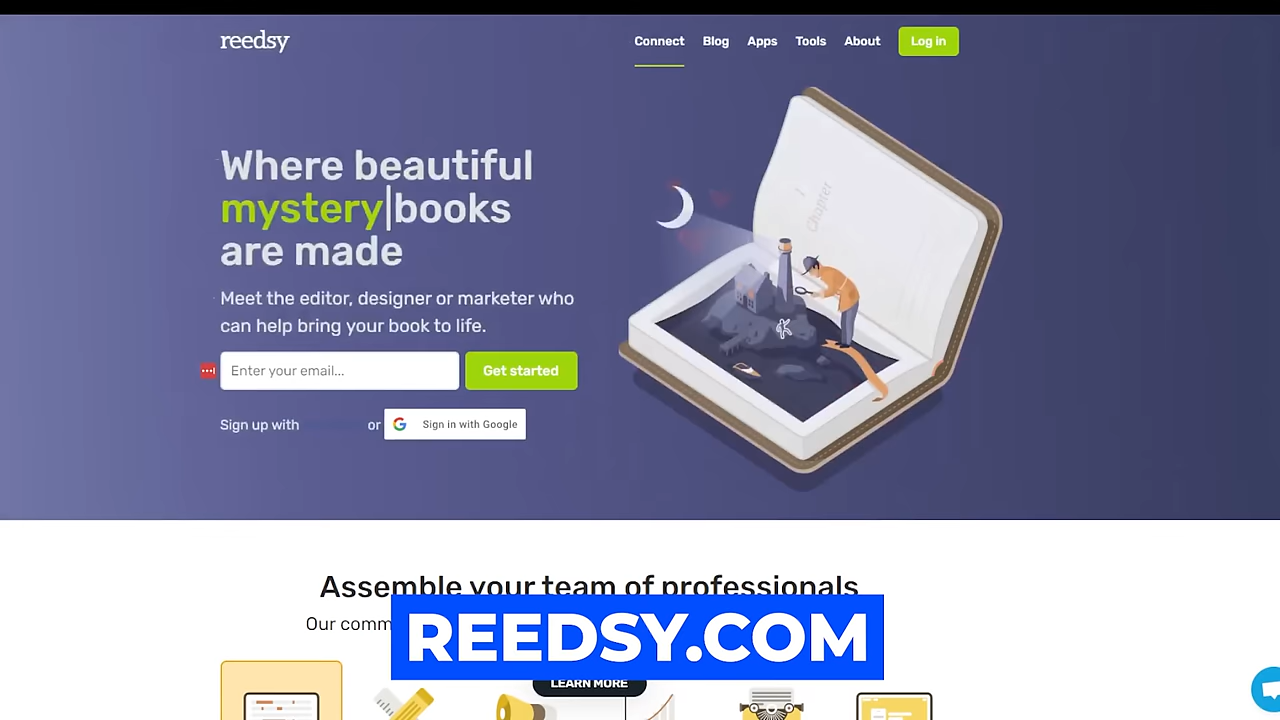 reedsy
Connect Blog Apps Tools About Log in
Where beautiful
mystery books
are made
Meet the editor, designer or marketer who
can help bring your book to life.
Enter your email... Get started
Sign up with or Sign in with Google
1
Chapter
Assemble your team of professionals
Our comm
REEDSY.COM
LEARN MORE